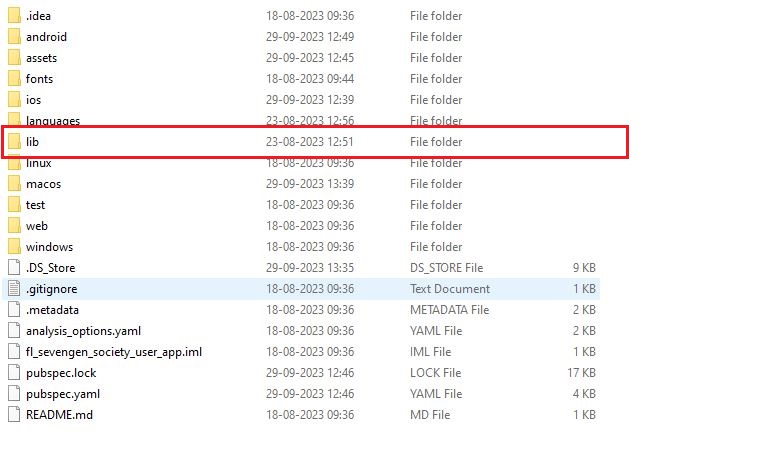 .idea 18-08-2023 09:36 File folder
android 29-09-2023 12:49 File folder
assets 29-09-2023 12:45 File folder
fonts 18-08-2023 09:44 File folder
ios 29-09-2023 12:39 File folder
languages 23-08-2023 12:56 File folder
lib 23-08-2023 12:51 File folder
linux 18-08-2023 09:36 File folder
macos 29-09-2023 13:39 File folder
test 18-08-2023 09:36 File folder
web 18-08-2023 09:36 File folder
windows 18-08-2023 09:36 File folder
.DS_Store 29-09-2023 13:35 DS_STORE File 9 KB
.gitignore 18-08-2023 09:36 Text Document 1 KB
.metadata 18-08-2023 09:36 METADATA File 2 KB
analysis_options.yaml 18-08-2023 09:36 YAML File 2 KB
fl_sevengen_society_user_app.iml 18-08-2023 09:36 IML File 1 KB
pubspec.lock 29-09-2023 12:46 LOCK File 17 KB
pubspec.yaml 29-09-2023 12:46 YAML File 4 KB
README.md 18-08-2023 09:36 MD File 1 KB